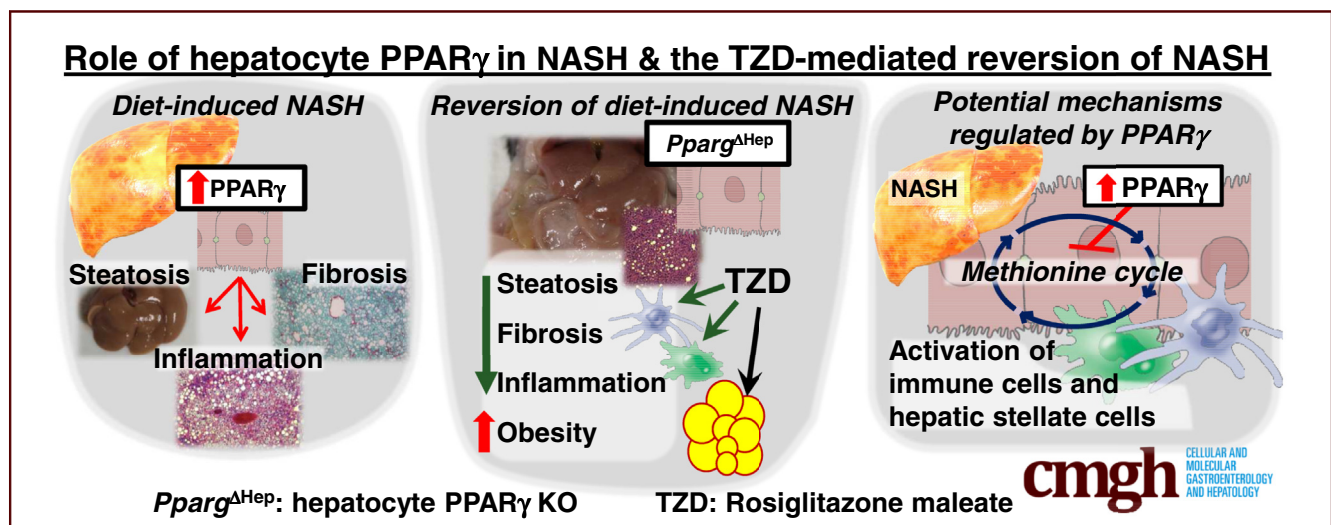 Role of hepatocyte PPARγ in NASH & the TZD-mediated reversion of NASH
Diet-induced NASH
PPARγ
Steatosis
Fibrosis
Inflammation
Reversion of diet-induced NASH
Pparg^ΔHep
Steatosis
TZD
Fibrosis
Inflammation
Obesity
Potential mechanisms
regulated by PPARγ
NASH
PPARγ
Methionine cycle
Activation of
immune cells and
hepatic stellate cells
cmgh
CELLULAR AND
MOLECULAR
GASTROENTEROLOGY
AND HEPATOLOGY
Pparg^ΔHep: hepatocyte PPARγ KO
TZD: Rosiglitazone maleate